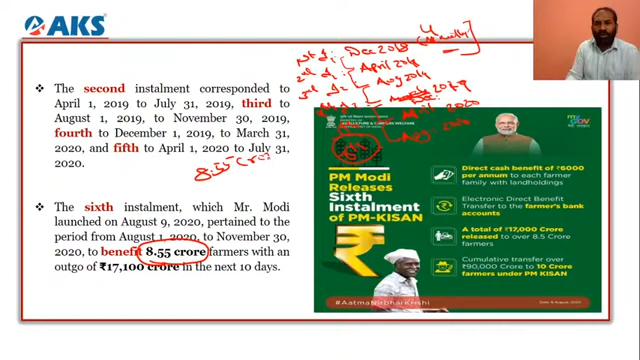 AKS
The second instalment corresponded to
April 1, 2019 to July 31, 2019, third to
August 1, 2019, to November 30, 2019,
fourth to December 1, 2019, to March 31,
2020, and fifth to April 1, 2020 to July 31,
2020.
8.55 Crore
The sixth instalment, which Mr. Modi
launched on August 9, 2020, pertained to the
period from August 1, 2020, to November 30,
2020, to benefit 8.55 crore farmers with an
outgo of ₹17,100 crore in the next 10 days.
Dec 2018
April 2019
Aug 2019
2020
PM Modi
Releases
Sixth
Instalment
of PM-KISAN
#AatmaNirbharKrishi
my
GOV
Direct cash benefit of ₹6000
per annum to each farmer
family with landholdings
Electronic Direct Benefit
Transfer to the farmer's bank
accounts
A total of ₹17,000 Crore
released to over 8.5 Crore
farmers
Cumulative transfer over
₹90,000 Crore to 10 Crore
farmers under PM KISAN